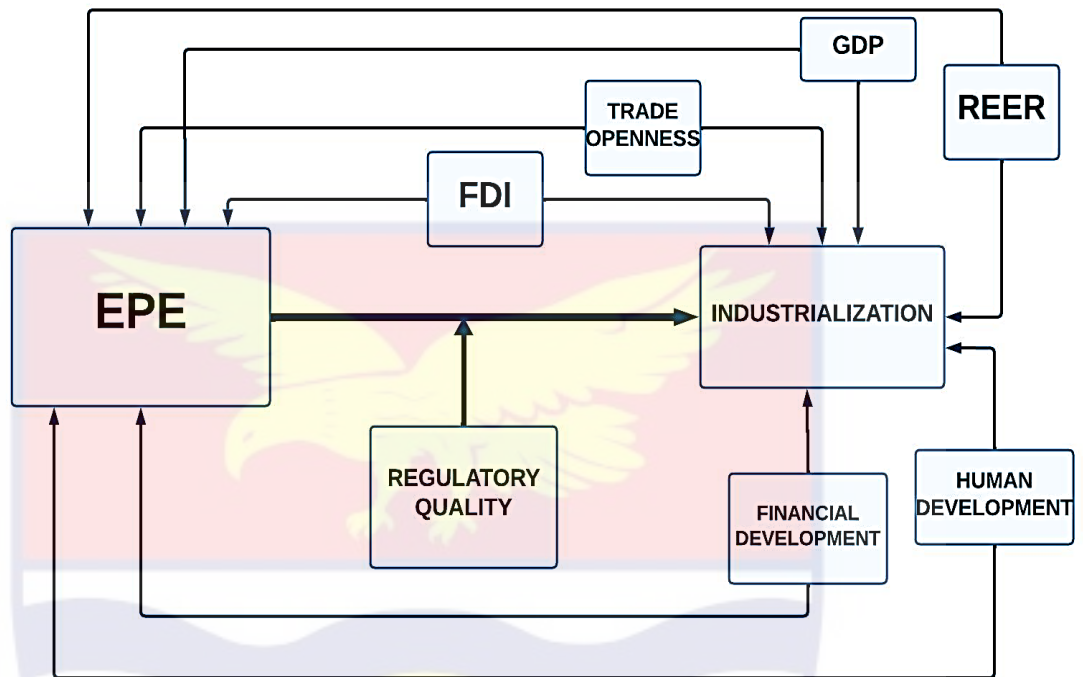 GDP
REER
TRADE
OPENNESS
FDI
EPE
INDUSTRIALIZATION
REGULATORY
QUALITY
HUMAN
DEVELOPMENT
FINANCIAL
DEVELOPMENT